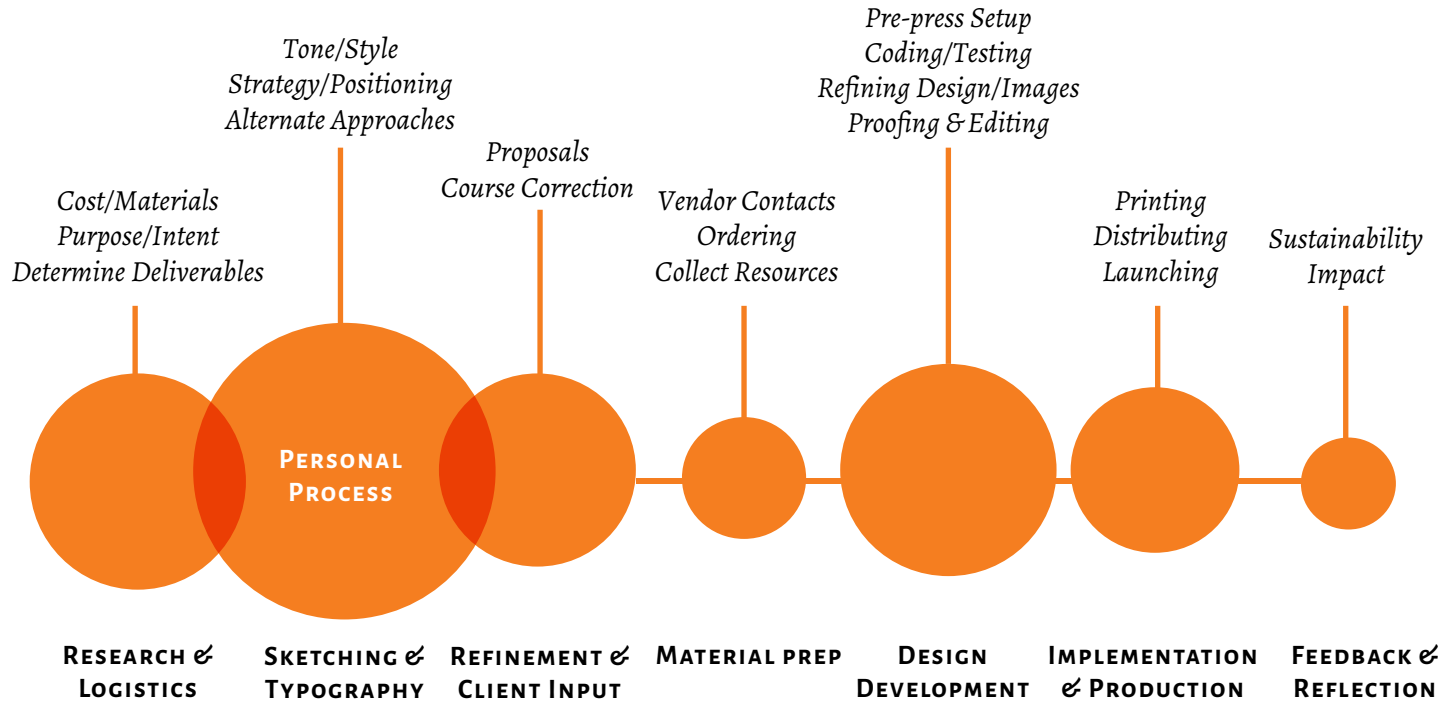 Tone/Style
Strategy/Positioning
Alternate Approaches
Pre-press Setup
Coding/Testing
Refining Design/Images
Proofing & Editing
Proposals
Course Correction
Cost/Materials
Purpose/Intent
Determine Deliverables
Vendor Contacts
Ordering
Collect Resources
Printing
Distributing
Launching
Sustainability
Impact
Personal
Process
Research &
Logistics
Sketching &
Typography
Refinement &
Client Input
Material prep
Design
Development
Implementation
& Production
Feedback &
Reflection